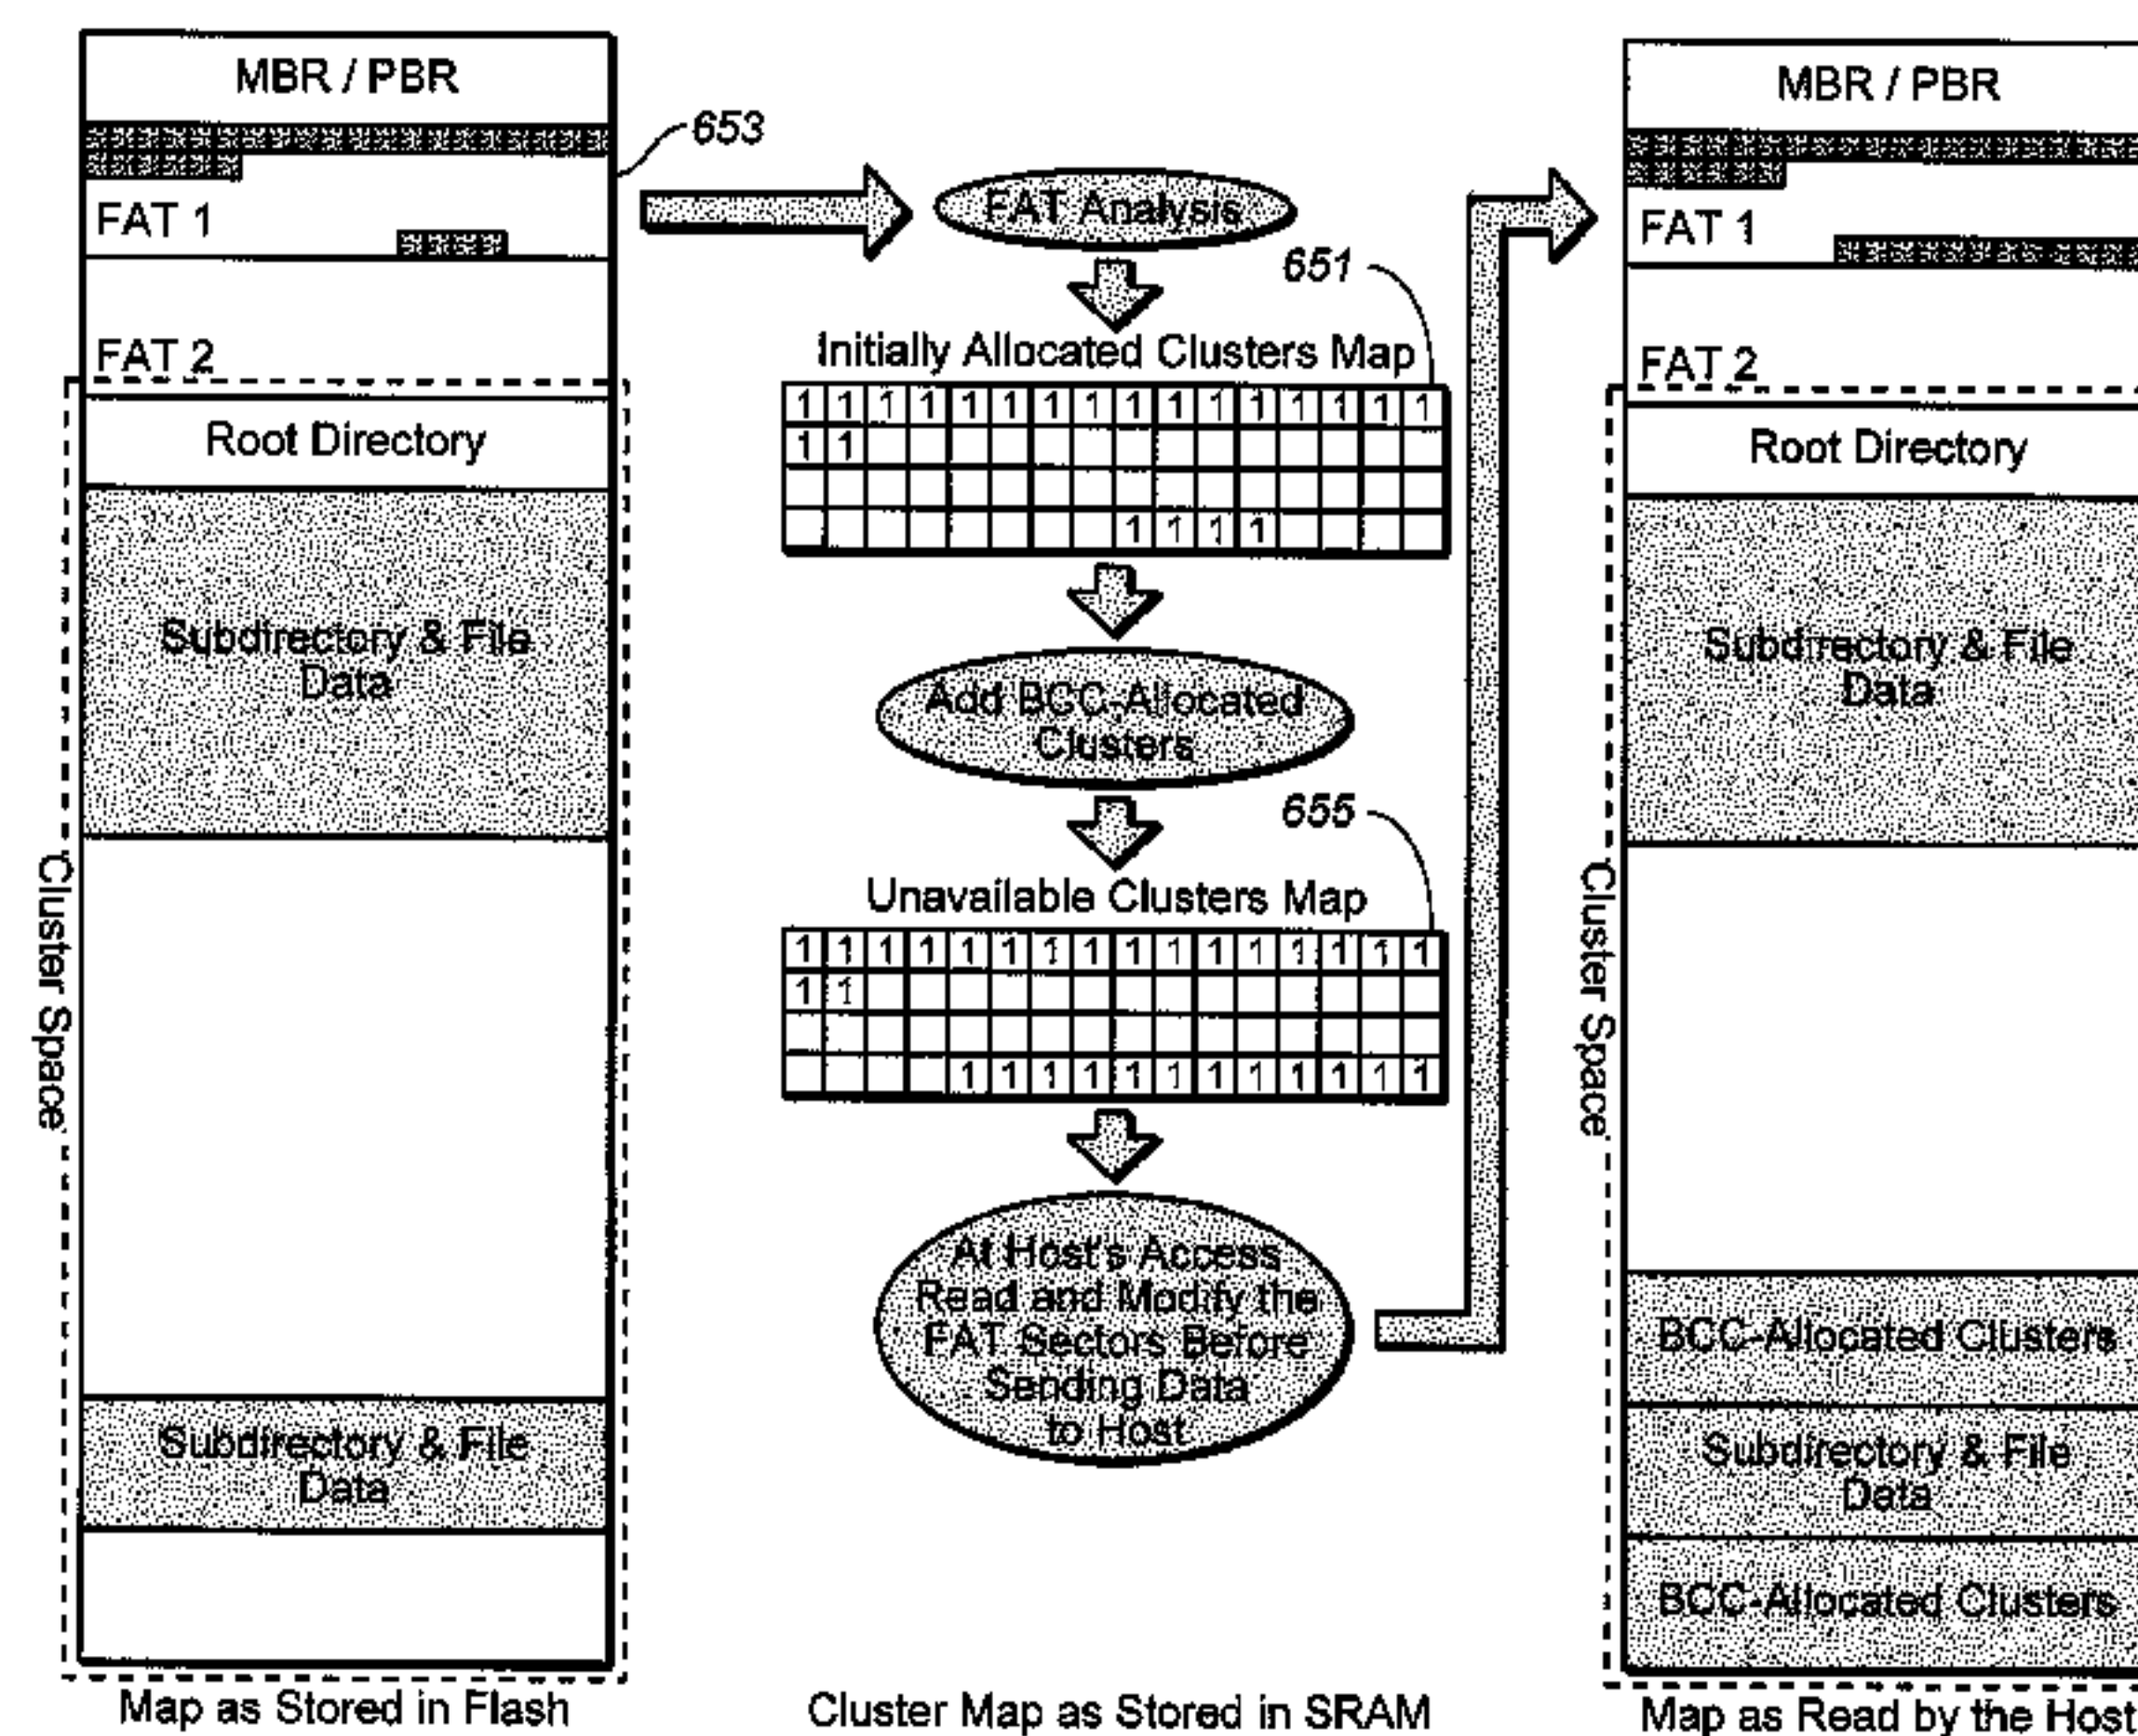 MBR / PBR
FAT 1
FAT 2
Root Directory
Subdirectory & File
Data
Subdirectory & File
Data
Cluster Space
Map as Stored in Flash
653
FAT Analysis
651
Initially Allocated Clusters Map
1 1 1 1 1 1 1 1 1 1 1 1 1 1 1 1
1 1
1 1 1 1
Add BCC-Allocated
Clusters
655
Unavailable Clusters Map
1 1 1 1 1 1 1 1 1 1 1 1 1 1 1 1
1 1
1 1 1 1 1 1 1 1 1 1 1 1
At Host's Access
Read and Modify the
FAT Sectors Before
Sending Data
to Host
Cluster Map as Stored in SRAM
MBR / PBR
FAT 1
FAT 2
Root Directory
Subdirectory & File
Data
BCC-Allocated Clusters
Subdirectory & File
Data
BCC-Allocated Clusters
Cluster Space
Map as Read by the Host